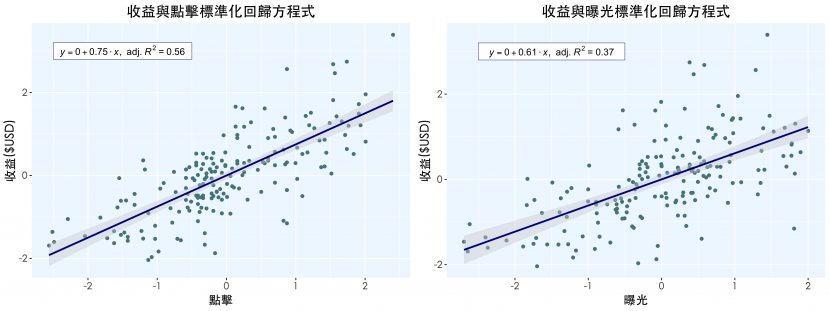 收益與點擊標準化回歸方程式
y = 0 + 0.75 · x, adj. R² = 0.56
收益($USD)
2
0
-2
-2
-1
0
1
2
點擊
收益與曝光標準化回歸方程式
y = 0 + 0.61 · x, adj. R² = 0.37
收益($USD)
2
0
-2
-2
-1
0
1
2
曝光